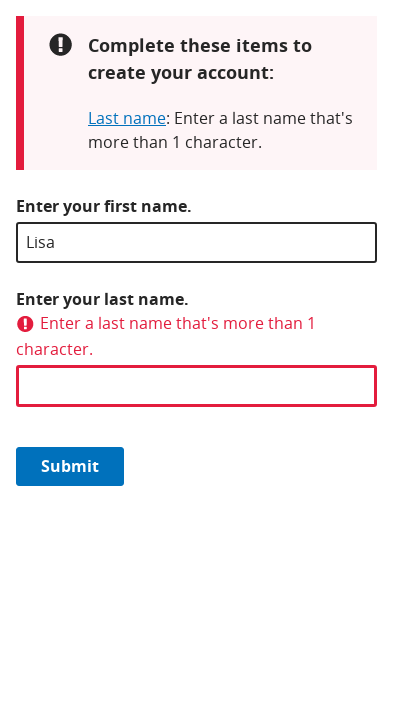 Complete these items to
create your account:
Last name: Enter a last name that's
more than 1 character.
Enter your first name.
Lisa
Enter your last name.
Enter a last name that's more than 1
character.
Submit